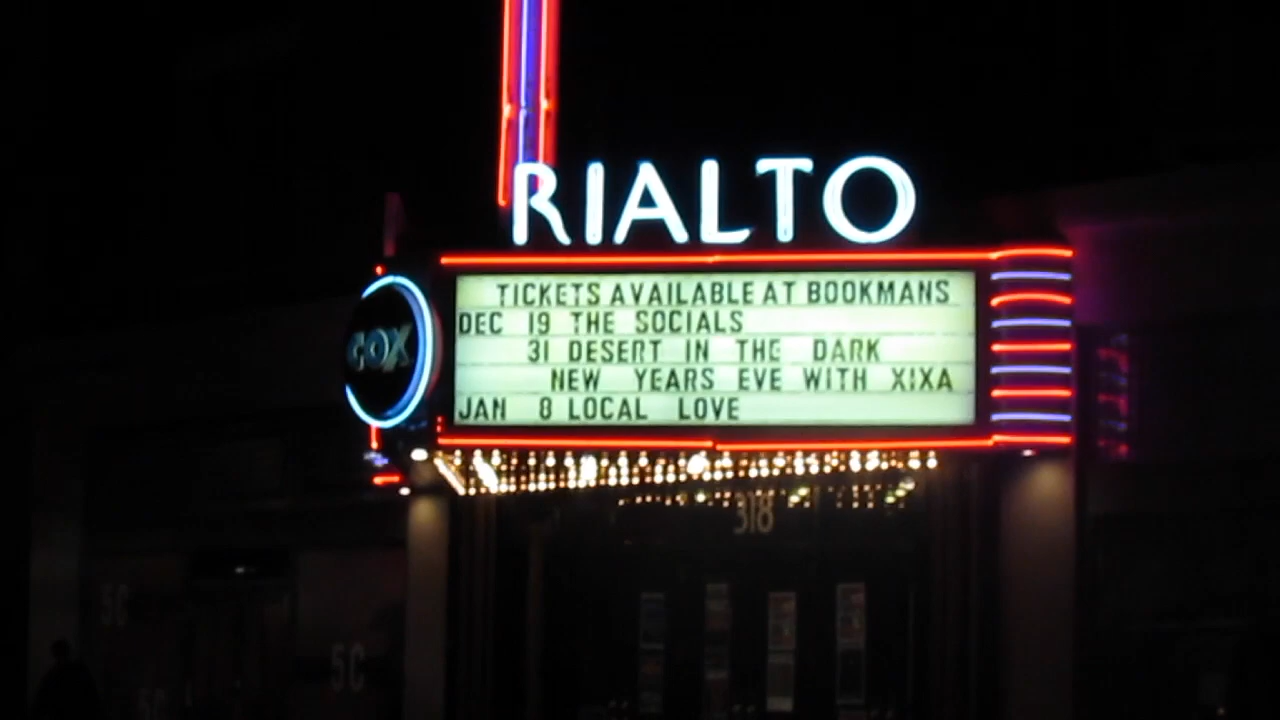 RIALTO
COX
TICKETS AVAILABLE AT BOOKMANS
DEC 19 THE SOCIALS
31 DESERT IN THE DARK
NEW YEARS EVE WITH XIXA
JAN 8 LOCAL LOVE
318